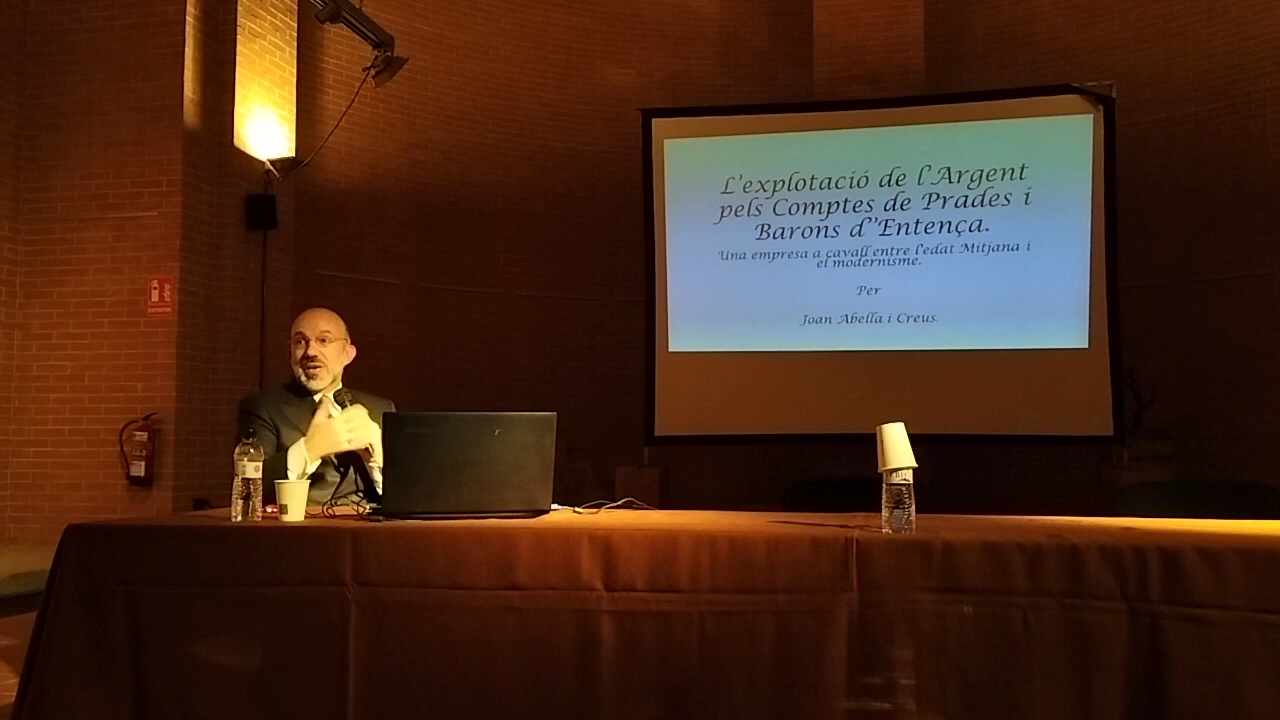 L'explotació de l'Argent
pels Comptes de Prades i
Barons d'Entença.
Una empresa a cavall entre l'edat Mitjana i
el modernisme.
Per
Joan Abella i Creus.